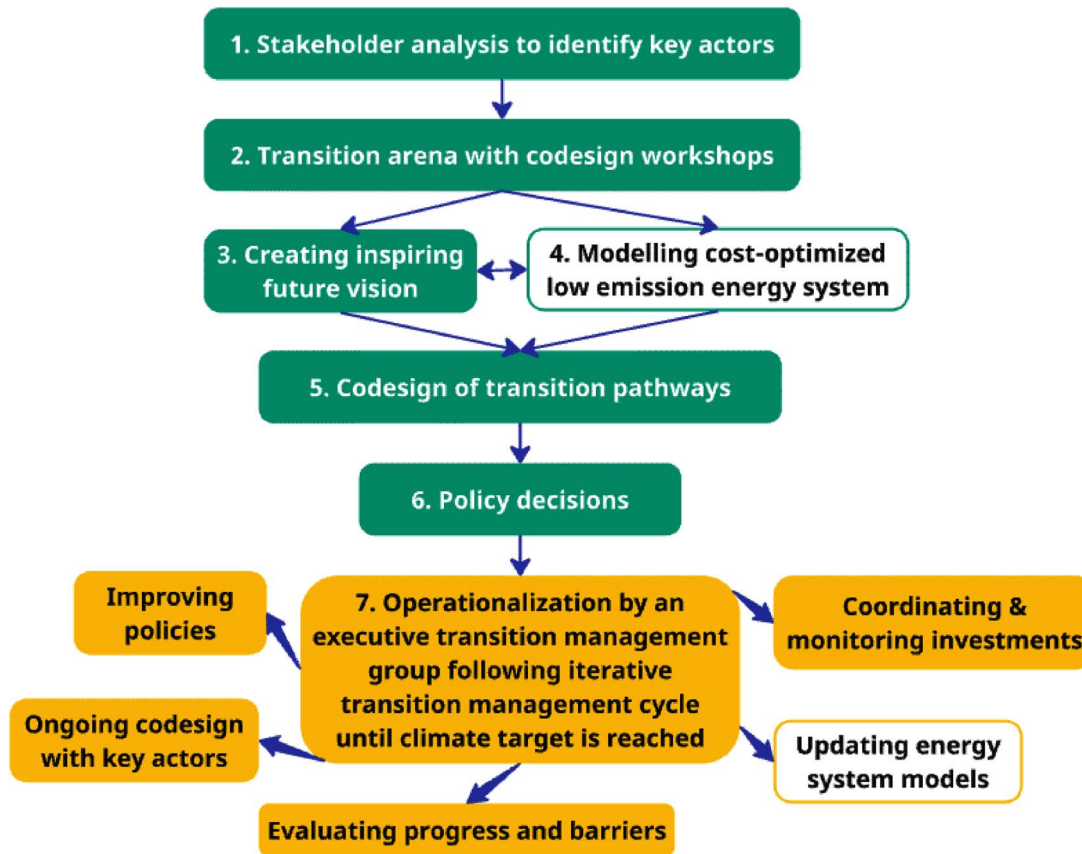 1. Stakeholder analysis to identify key actors
2. Transition arena with codesign workshops
3. Creating inspiring
future vision
4. Modelling cost-optimized
low emission energy system
5. Codesign of transition pathways
6. Policy decisions
7. Operationalization by an
executive transition management
group following iterative
transition management cycle
until climate target is reached
Improving
policies
Coordinating &
monitoring investments
Ongoing codesign
with key actors
Updating energy
system models
Evaluating progress and barriers